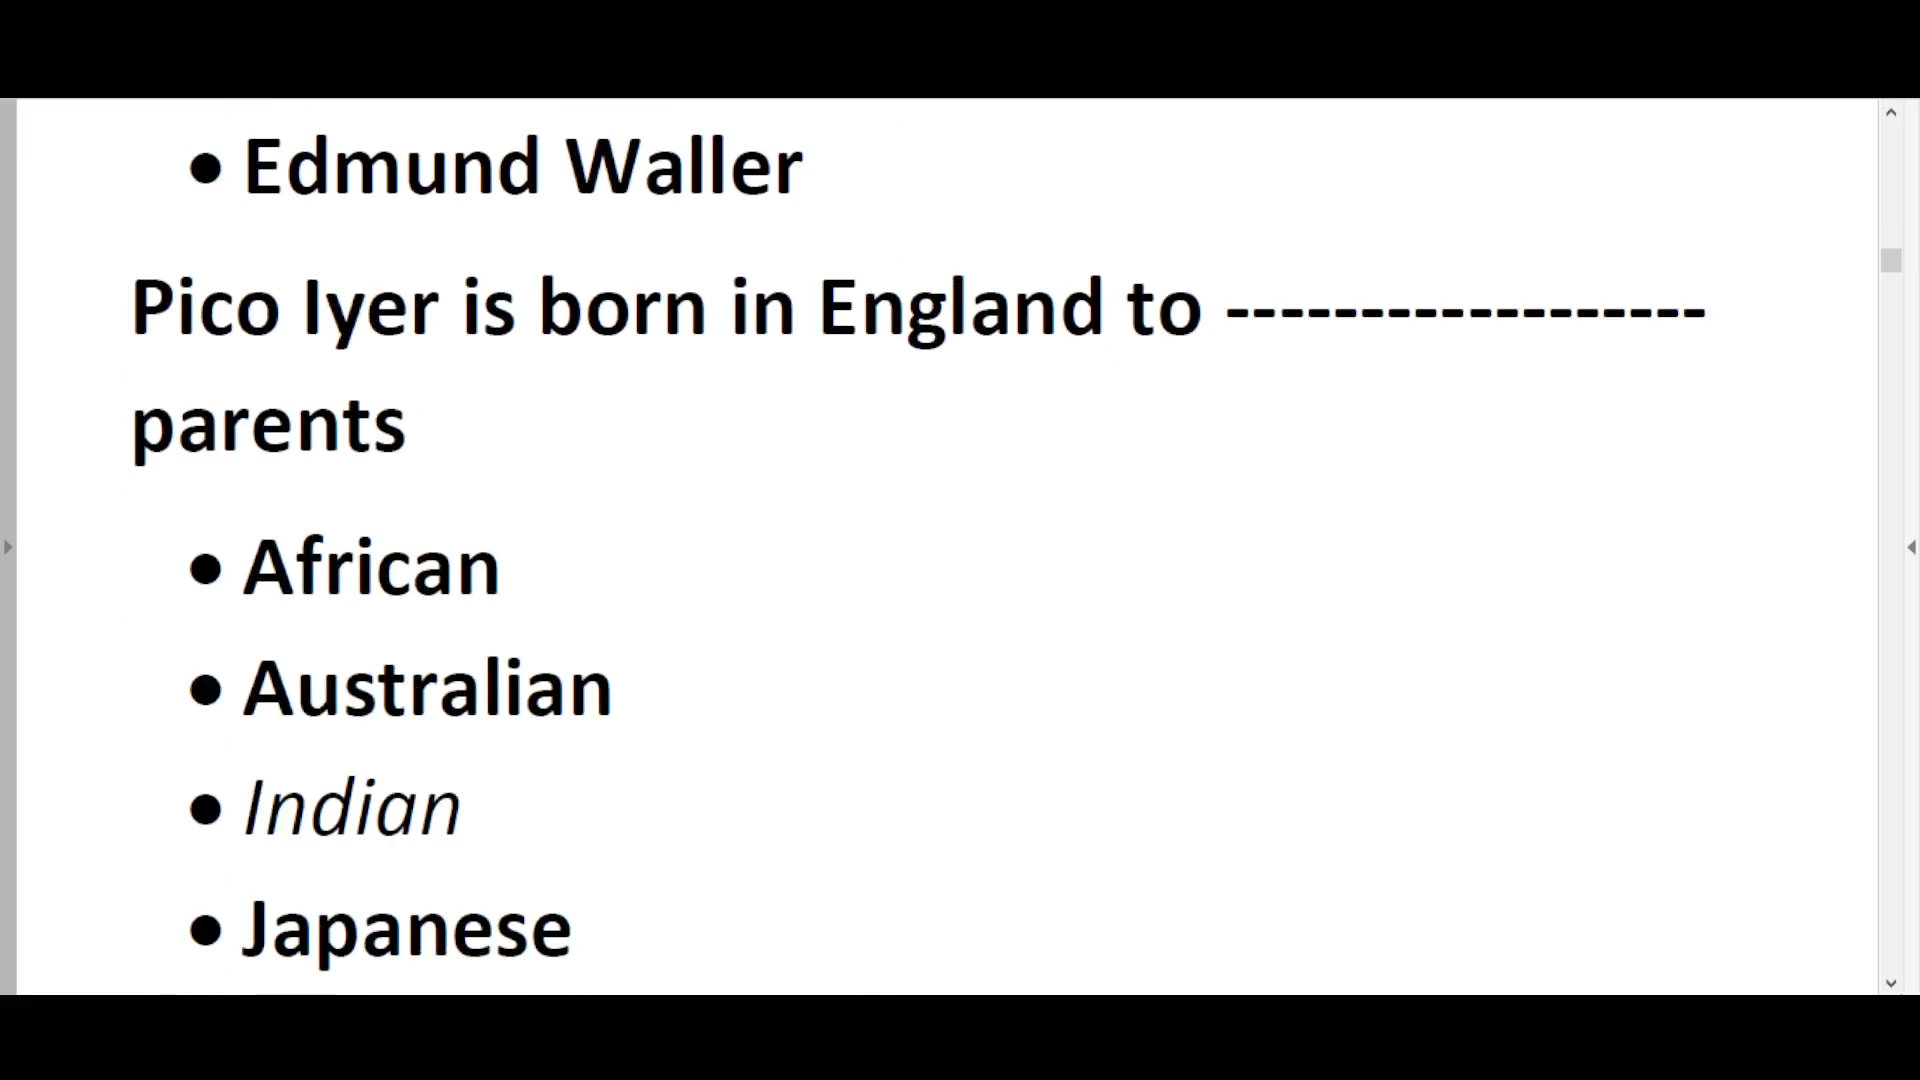 • Edmund Waller
Pico Iyer is born in England to ------------------
parents
• African
• Australian
• Indian
• Japanese